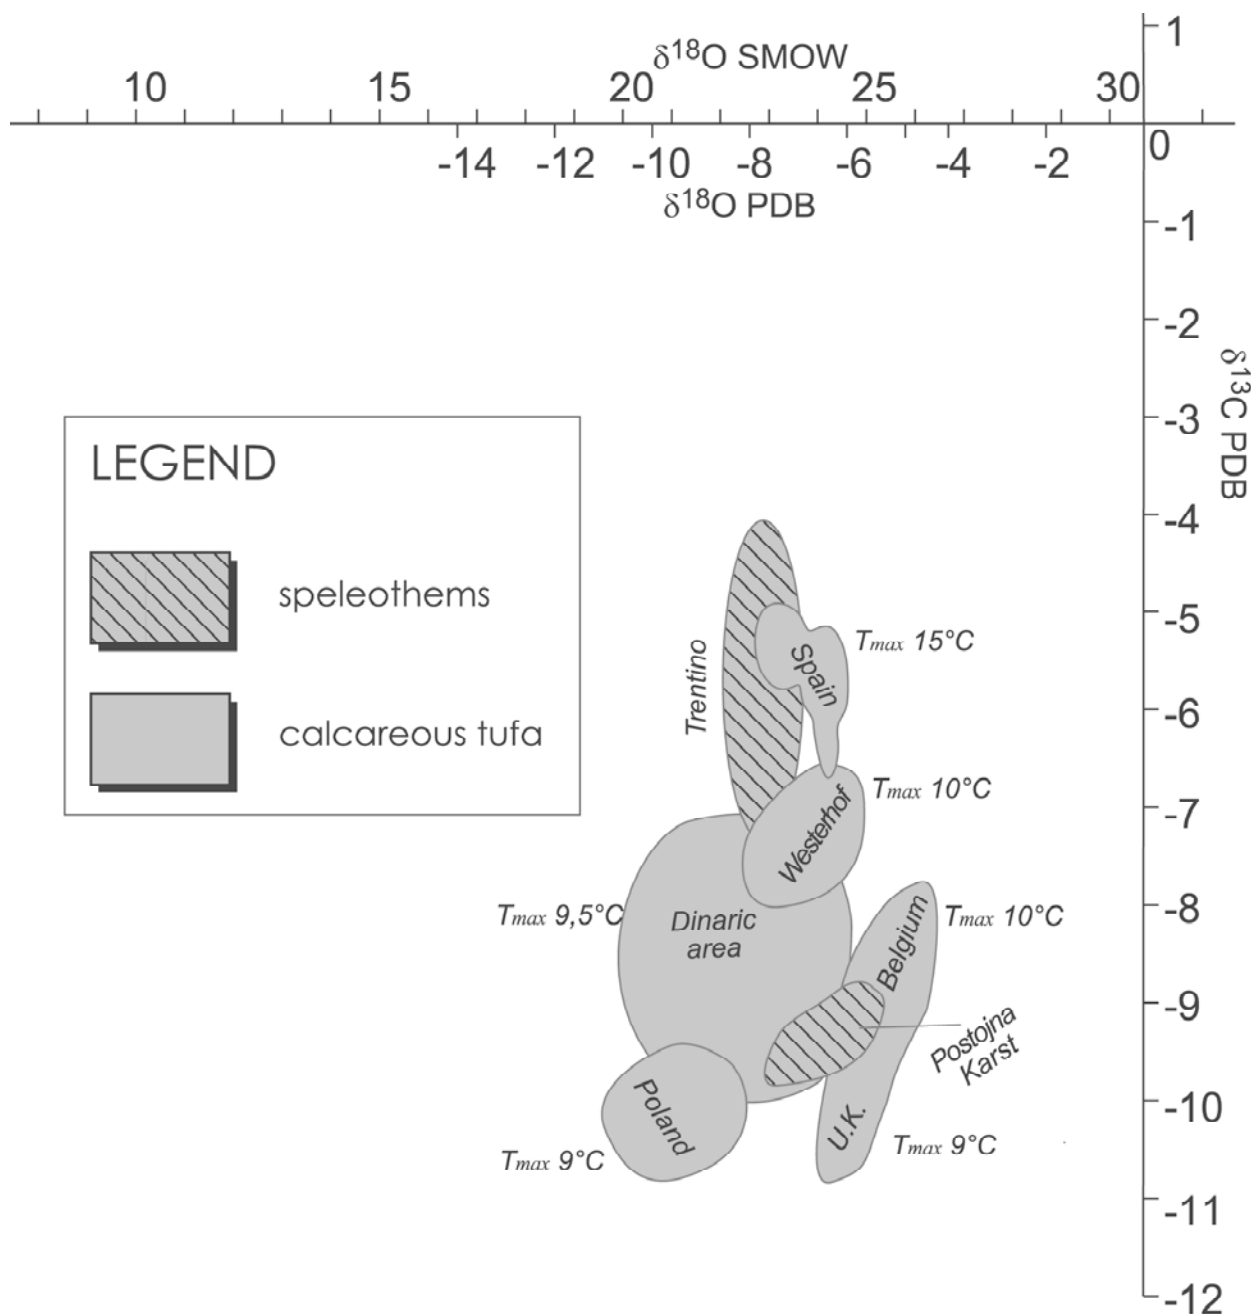 1
δ18O SMOW
10 15 20 25 30
0
-14 -12 -10 -8 -6 -4 -2
δ18O PDB
-1
-2
δ13C PDB
-3
LEGEND
-4
speleothems
-5
Trentino
Spain
Tmax 15°C
calcareous tufa
-6
Westerhof
Tmax 10°C
-7
Tmax 9,5°C
Dinaric
area
-8
Belgium
Tmax 10°C
-9
Postojna
Karst
Poland
-10
U.K.
Tmax 9°C
Tmax 9°C
-11
-12